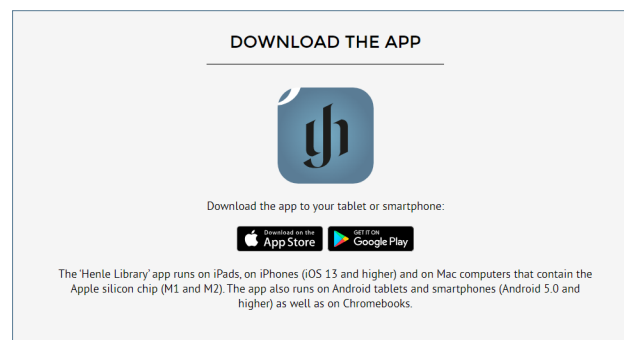 DOWNLOAD THE APP
Download the app to your tablet or smartphone:
Download on the
App Store
GET IT ON
Google Play
The 'Henle Library' app runs on iPads, on iPhones (iOS 13 and higher) and on Mac computers that contain the
Apple silicon chip (M1 and M2). The app also runs on Android tablets and smartphones (Android 5.0 and
higher) as well as on Chromebooks.